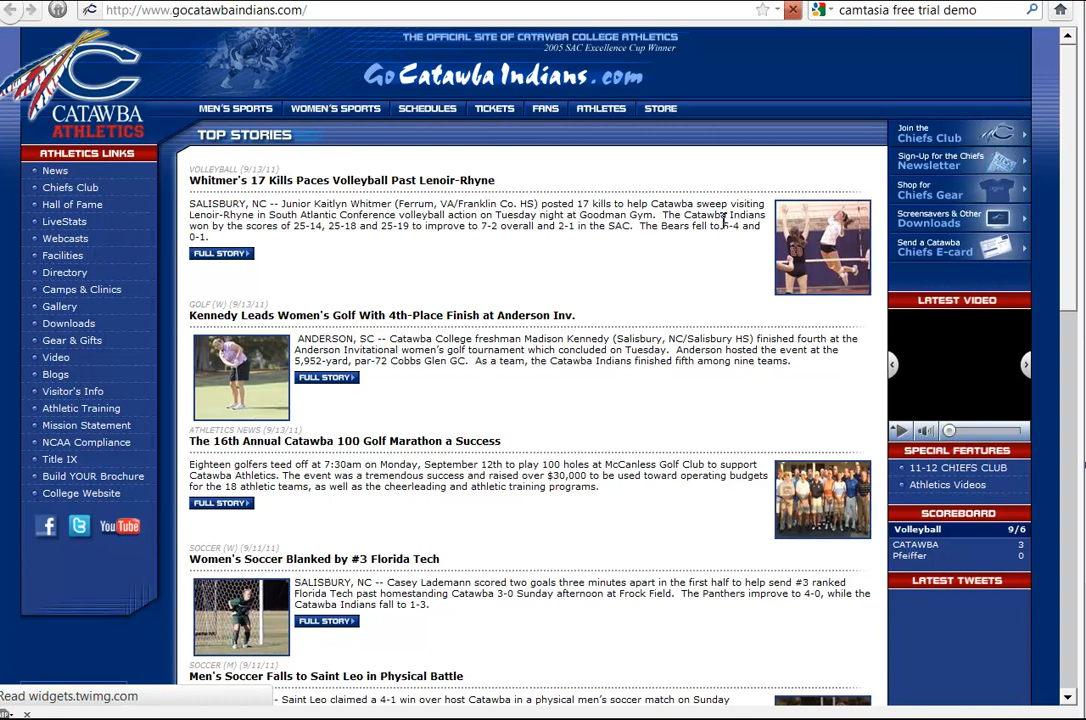 http://www.gocatawbaindians.com/
camtasia free trial demo
THE OFFICIAL SITE OF CATAWBA COLLEGE ATHLETICS
2005 SAC Excellence Cup Winner
GoCatawbaIndians.com
CATAWBA
ATHLETICS
MEN'S SPORTS
WOMEN'S SPORTS
SCHEDULES
TICKETS
FANS
ATHLETES
STORE
ATHLETICS LINKS
News
Chiefs Club
Hall of Fame
LiveStats
Webcasts
Facilities
Directory
Camps & Clinics
Gallery
Downloads
Gear & Gifts
Video
Blogs
Visitor's Info
Athletic Training
Mission Statement
NCAA Compliance
Title IX
Build YOUR Brochure
College Website
YouTube
TOP STORIES
VOLLEYBALL (9/13/11)
Whitmer's 17 Kills Paces Volleyball Past Lenoir-Rhyne
SALISBURY, NC -- Junior Kaitlyn Whitmer (Ferrum, VA/Franklin Co. HS) posted 17 kills to help Catawba sweep visiting
Lenoir-Rhyne in South Atlantic Conference volleyball action on Tuesday night at Goodman Gym. The Catawba Indians
won by the scores of 25-14, 25-18 and 25-19 to improve to 7-2 overall and 2-1 in the SAC. The Bears fell to and
0-1.
FULL STORY
GOLF (W) (9/13/11)
Kennedy Leads Women's Golf With 4th-Place Finish at Anderson Inv.
ANDERSON, SC -- Catawba College freshman Madison Kennedy (Salisbury, NC/Salisbury HS) finished fourth at the
Anderson Invitational women's golf tournament which concluded on Tuesday. Anderson hosted the event at the
5,952-yard, par-72 Cobbs Glen GC. As a team, the Catawba Indians finished fifth among nine teams.
FULL STORY
ATHLETICS NEWS (9/13/11)
The 16th Annual Catawba 100 Golf Marathon a Success
Eighteen golfers teed off at 7:30am on Monday, September 12th to play 100 holes at McCanless Golf Club to support
Catawba Athletics. The event was a tremendous success and raised over $30,000 to be used toward operating budgets
for the 18 athletic teams, as well as the cheerleading and athletic training programs.
FULL STORY
SOCCER (W) (9/11/11)
Women's Soccer Blanked by #3 Florida Tech
SALISBURY, NC -- Casey Lademann scored two goals three minutes apart in the first half to help send #3 ranked
Florida Tech past homestanding Catawba 3-0 Sunday afternoon at Frock Field. The Panthers improve to 4-0, while the
Catawba Indians fall to 1-3.
FULL STORY
SOCCER (M) (9/11/11)
Men's Soccer Falls to Saint Leo in Physical Battle
Saint Leo claimed a 4-1 win over host Catawba in a physical men's soccer match on Sunday
Join the
Chiefs Club
Sign-Up for the Chiefs
Newsletter
Shop for
Chiefs Gear
Screensavers & Other
Downloads
Send a Catawba
Chiefs E-card
LATEST VIDEO
SPECIAL FEATURES
11-12 CHIEFS CLUB
Athletics Videos
SCOREBOARD
Volleyball 9/6
CATAWBA 3
Pfeiffer 0
LATEST TWEETS
Read widgets.twimg.com